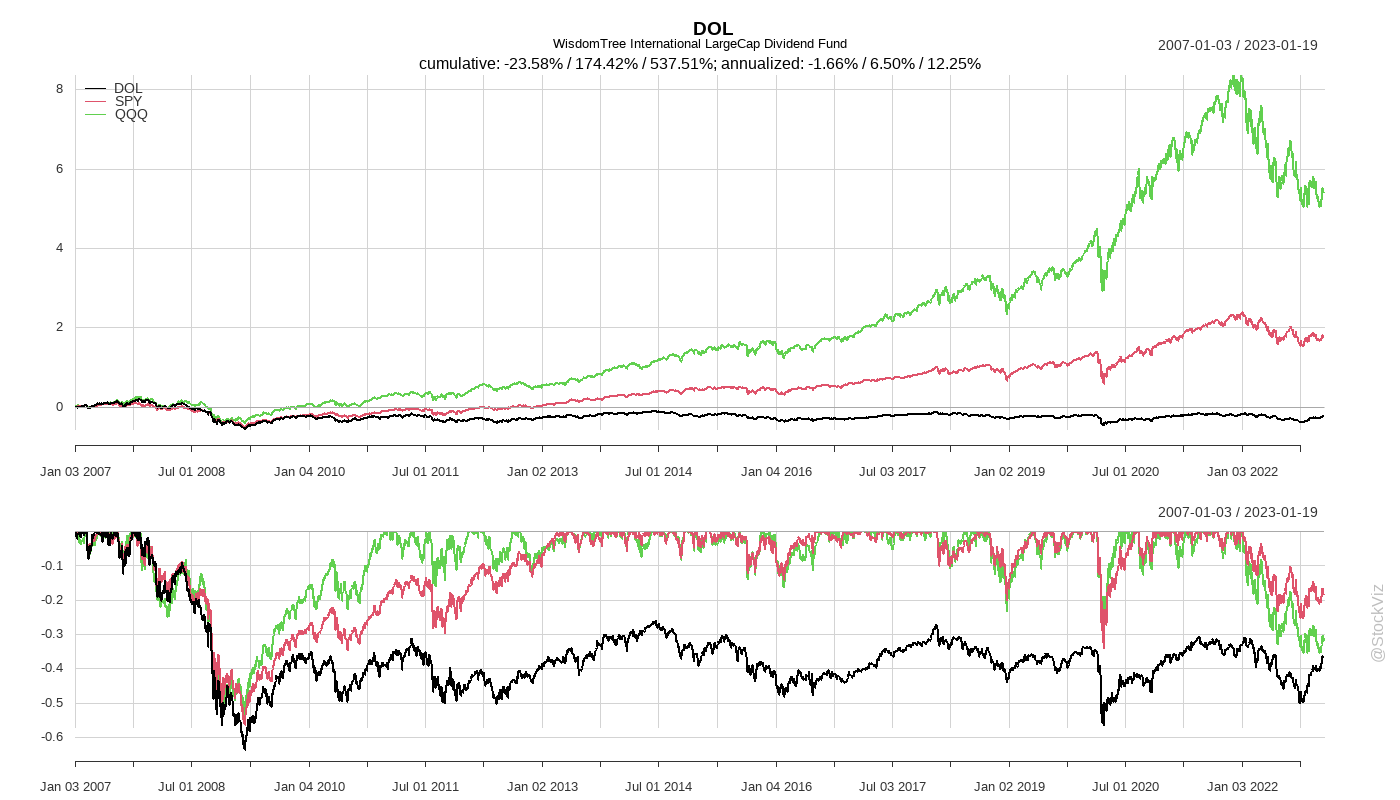 DOL
WisdomTree International LargeCap Dividend Fund
2007-01-03 / 2023-01-19
cumulative: -23.58% / 174.42% / 537.51%; annualized: -1.66% / 6.50% / 12.25%
DOL
SPY
QQQ
8
6
4
2
0
Jan 03 2007 Jul 01 2008 Jan 04 2010 Jul 01 2011 Jan 02 2013 Jul 01 2014 Jan 04 2016 Jul 03 2017 Jan 02 2019 Jul 01 2020 Jan 03 2022
2007-01-03 / 2023-01-19
-0.1
-0.2
-0.3
-0.4
-0.5
-0.6
Jan 03 2007 Jul 01 2008 Jan 04 2010 Jul 01 2011 Jan 02 2013 Jul 01 2014 Jan 04 2016 Jul 03 2017 Jan 02 2019 Jul 01 2020 Jan 03 2022
@StockViz